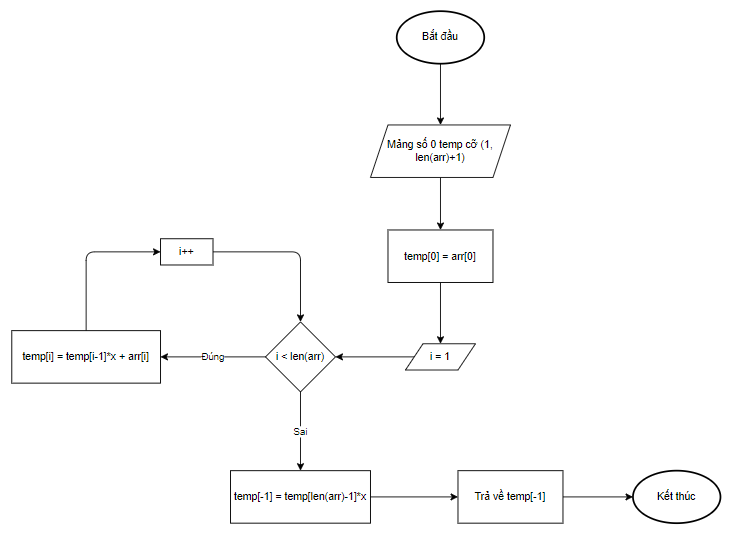 Bắt đầu
Mảng số 0 temp cỡ (1,
len(arr)+1)
temp[0] = arr[0]
i = 1
i < len(arr)
Đúng
temp[i] = temp[i-1]*x + arr[i]
i++
Sai
temp[-1] = temp[len(arr)-1]*x
Trả về temp[-1]
Kết thúc